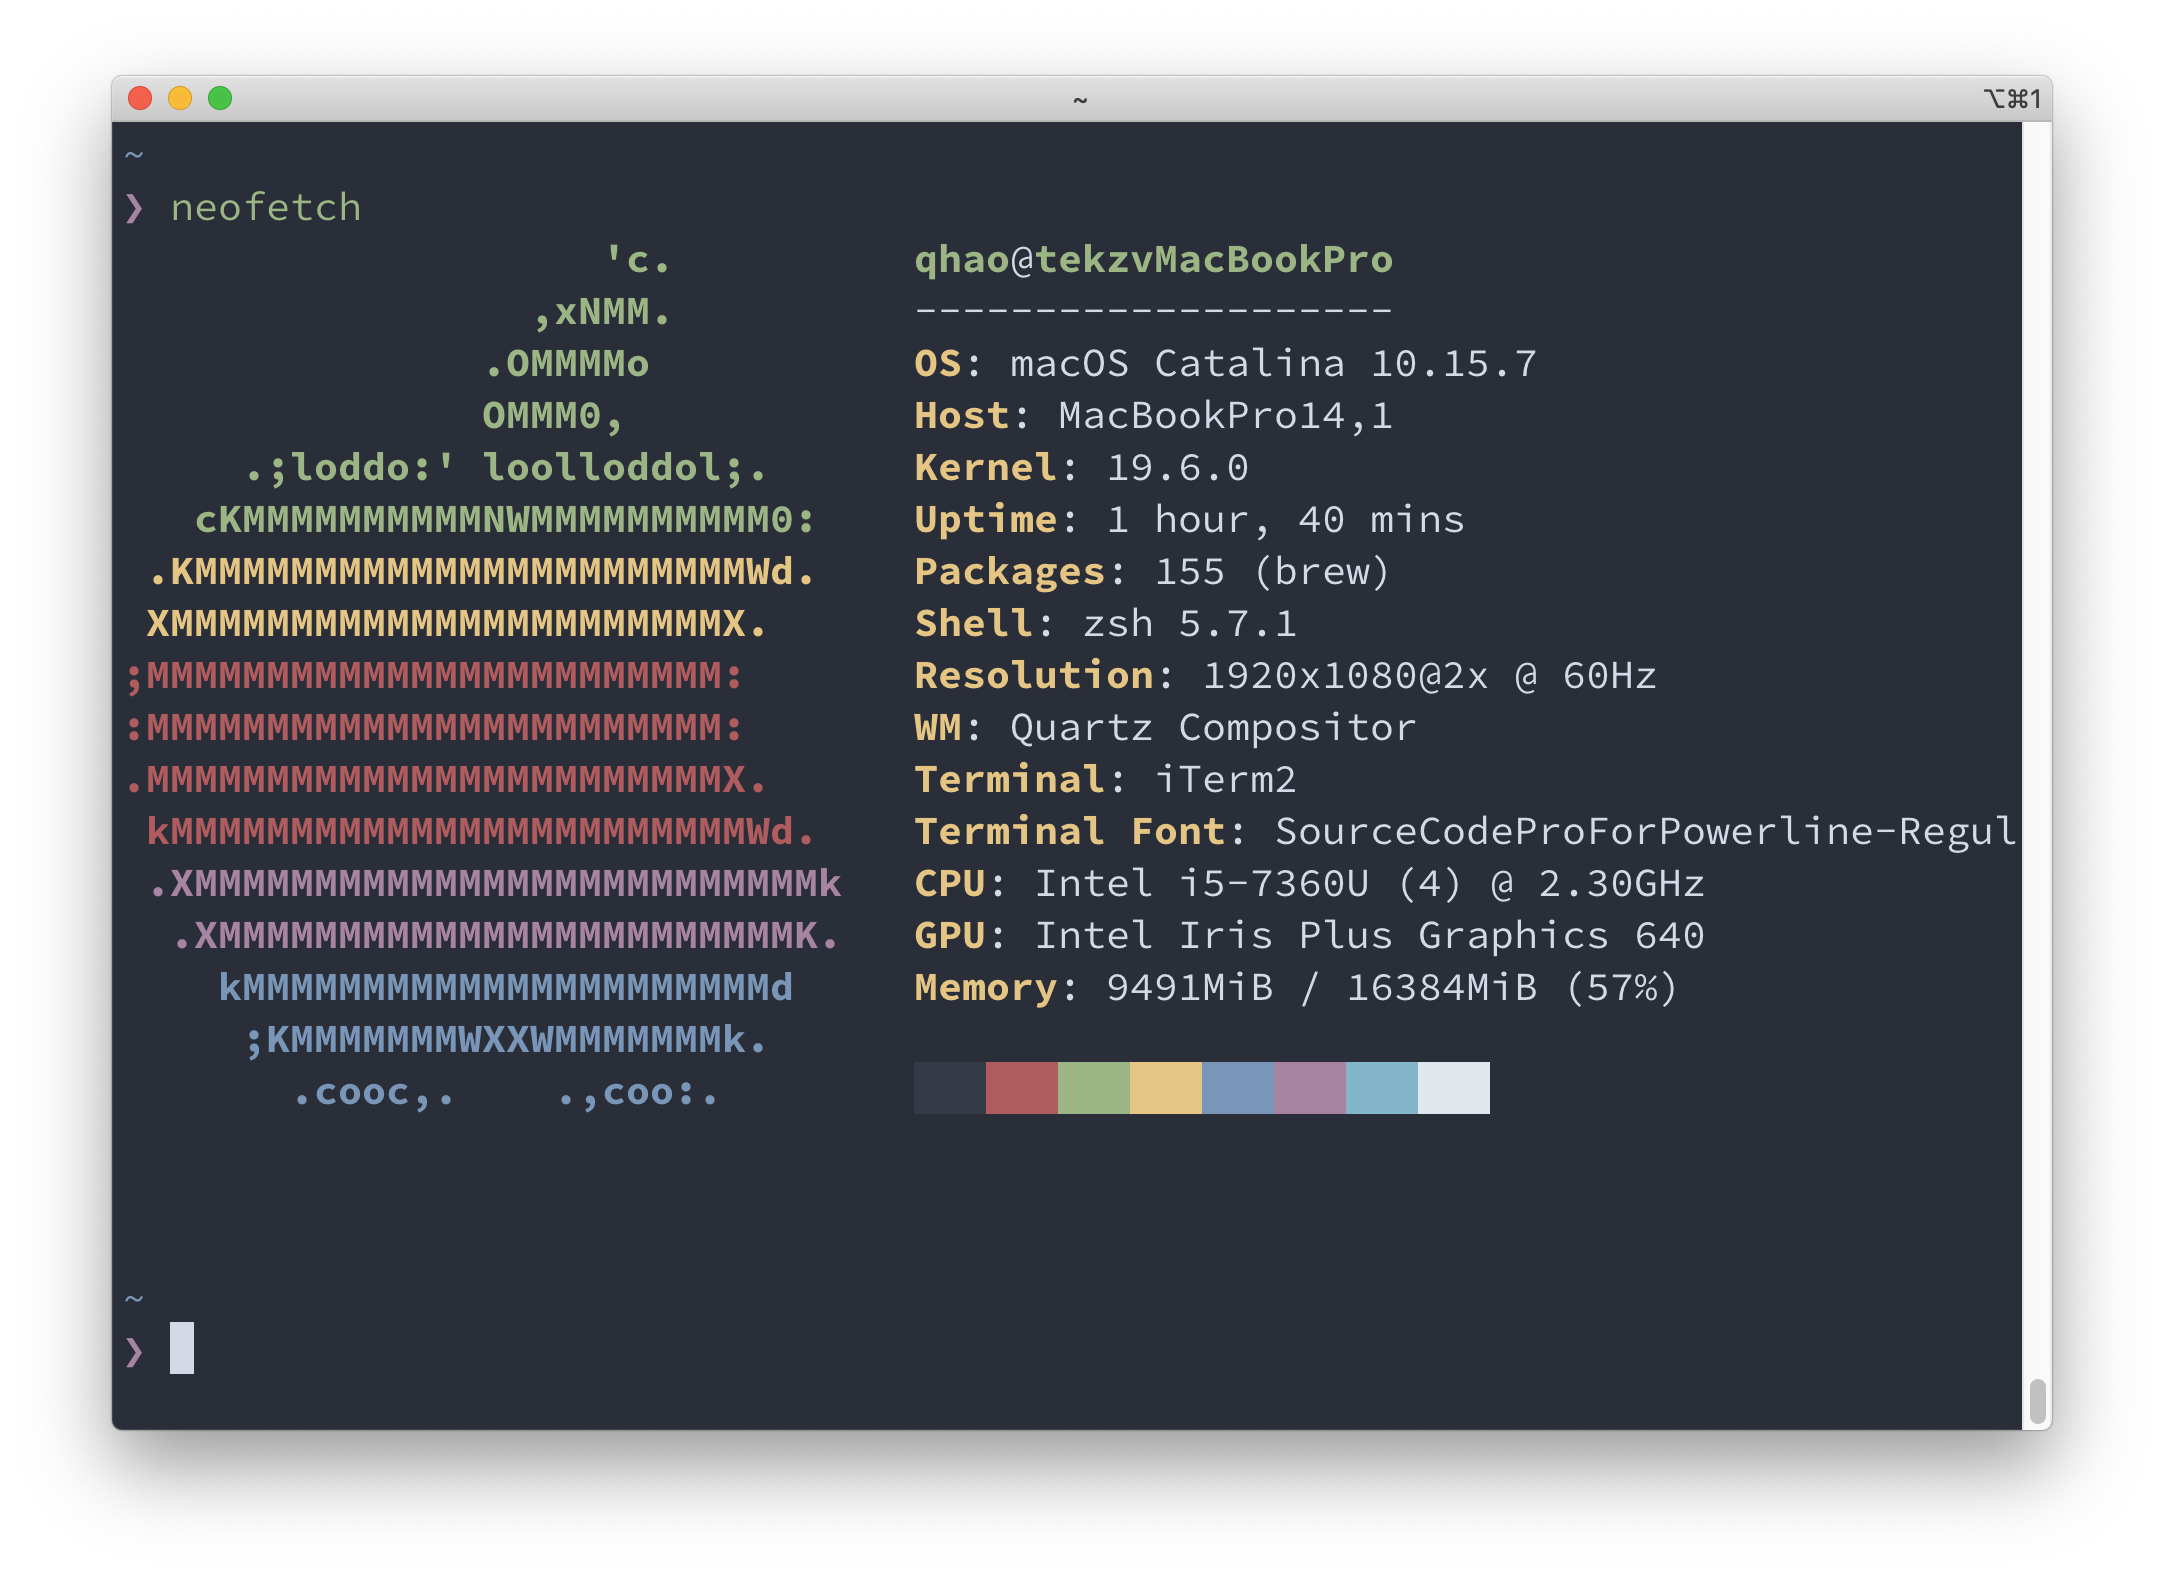 ~ ⌥⌘1
~
❯ neofetch
                    'c.          qhao@tekzvMacBookPro
                 ,xNMM.          --------------------
               .OMMMMo           OS: macOS Catalina 10.15.7
               OMMM0,            Host: MacBookPro14,1
     .;loddo:' loolloddol;.      Kernel: 19.6.0
   cKMMMMMMMMMMNWMMMMMMMMMM0:    Uptime: 1 hour, 40 mins
 .KMMMMMMMMMMMMMMMMMMMMMMMWd.    Packages: 155 (brew)
 XMMMMMMMMMMMMMMMMMMMMMMMX.      Shell: zsh 5.7.1
;MMMMMMMMMMMMMMMMMMMMMMMM:       Resolution: 1920x1080@2x @ 60Hz
:MMMMMMMMMMMMMMMMMMMMMMMM:       WM: Quartz Compositor
.MMMMMMMMMMMMMMMMMMMMMMMMX.      Terminal: iTerm2
 kMMMMMMMMMMMMMMMMMMMMMMMMWd.    Terminal Font: SourceCodeProForPowerline-Regul
 .XMMMMMMMMMMMMMMMMMMMMMMMMMMk   CPU: Intel i5-7360U (4) @ 2.30GHz
  .XMMMMMMMMMMMMMMMMMMMMMMMMK.   GPU: Intel Iris Plus Graphics 640
    kMMMMMMMMMMMMMMMMMMMMMMd     Memory: 9491MiB / 16384MiB (57%)
     ;KMMMMMMMWXXWMMMMMMMk.
       .cooc,.    .,coo:.
~
❯